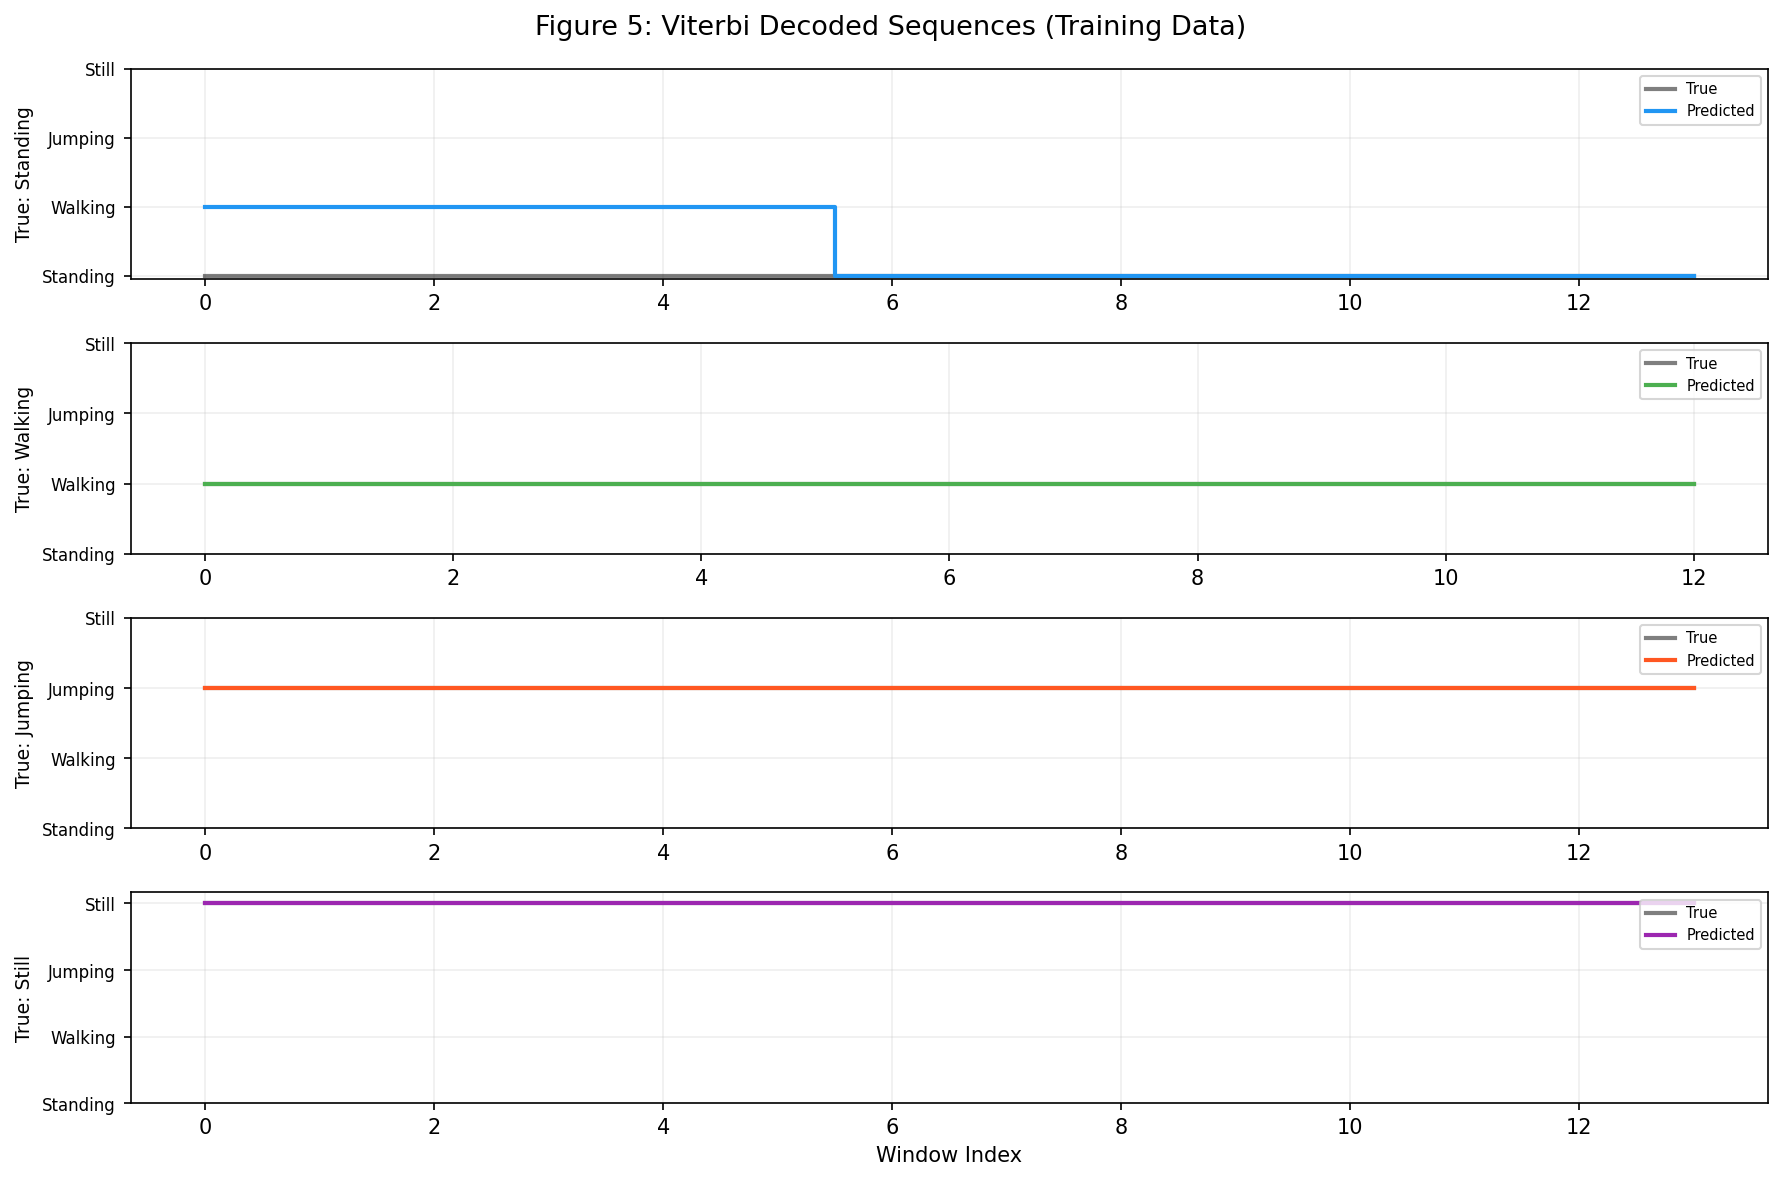 Figure 5: Viterbi Decoded Sequences (Training Data)
True: Standing
Still
Jumping
Walking
Standing
True
Predicted
0 2 4 6 8 10 12
True: Walking
Still
Jumping
Walking
Standing
True
Predicted
0 2 4 6 8 10 12
True: Jumping
Still
Jumping
Walking
Standing
True
Predicted
0 2 4 6 8 10 12
True: Still
Still
Jumping
Walking
Standing
True
Predicted
0 2 4 6 8 10 12
Window Index